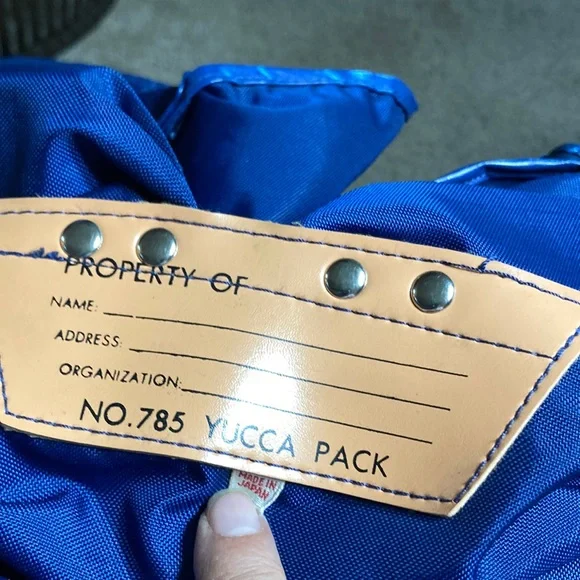 PROPERTY OF
NAME:
ADDRESS:
ORGANIZATION:
NO.785 YUCCA PACK
MADE IN
JAPAN